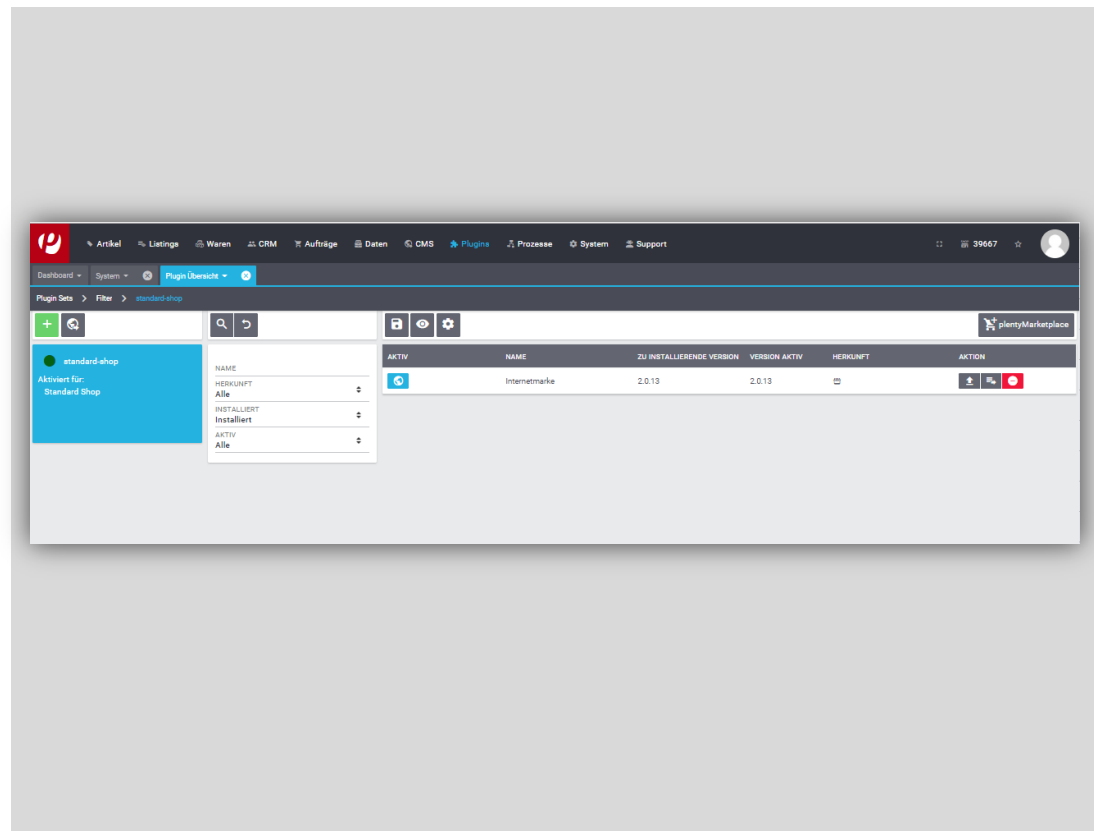 Artikel Listings Waren CRM Aufträge Daten CMS Plugins Prozesse System Support 39667
Dashboard System Plugin Übersicht
Plugin Sets > Filter > standard-shop
plentyMarketplace
standard-shop
Aktiviert für:
Standard Shop
NAME
HERKUNFT
Alle
INSTALLIERT
Installiert
AKTIV
Alle
AKTIV NAME ZU INSTALLIERENDE VERSION VERSION AKTIV HERKUNFT AKTION
Internetmarke 2.0.13 2.0.13